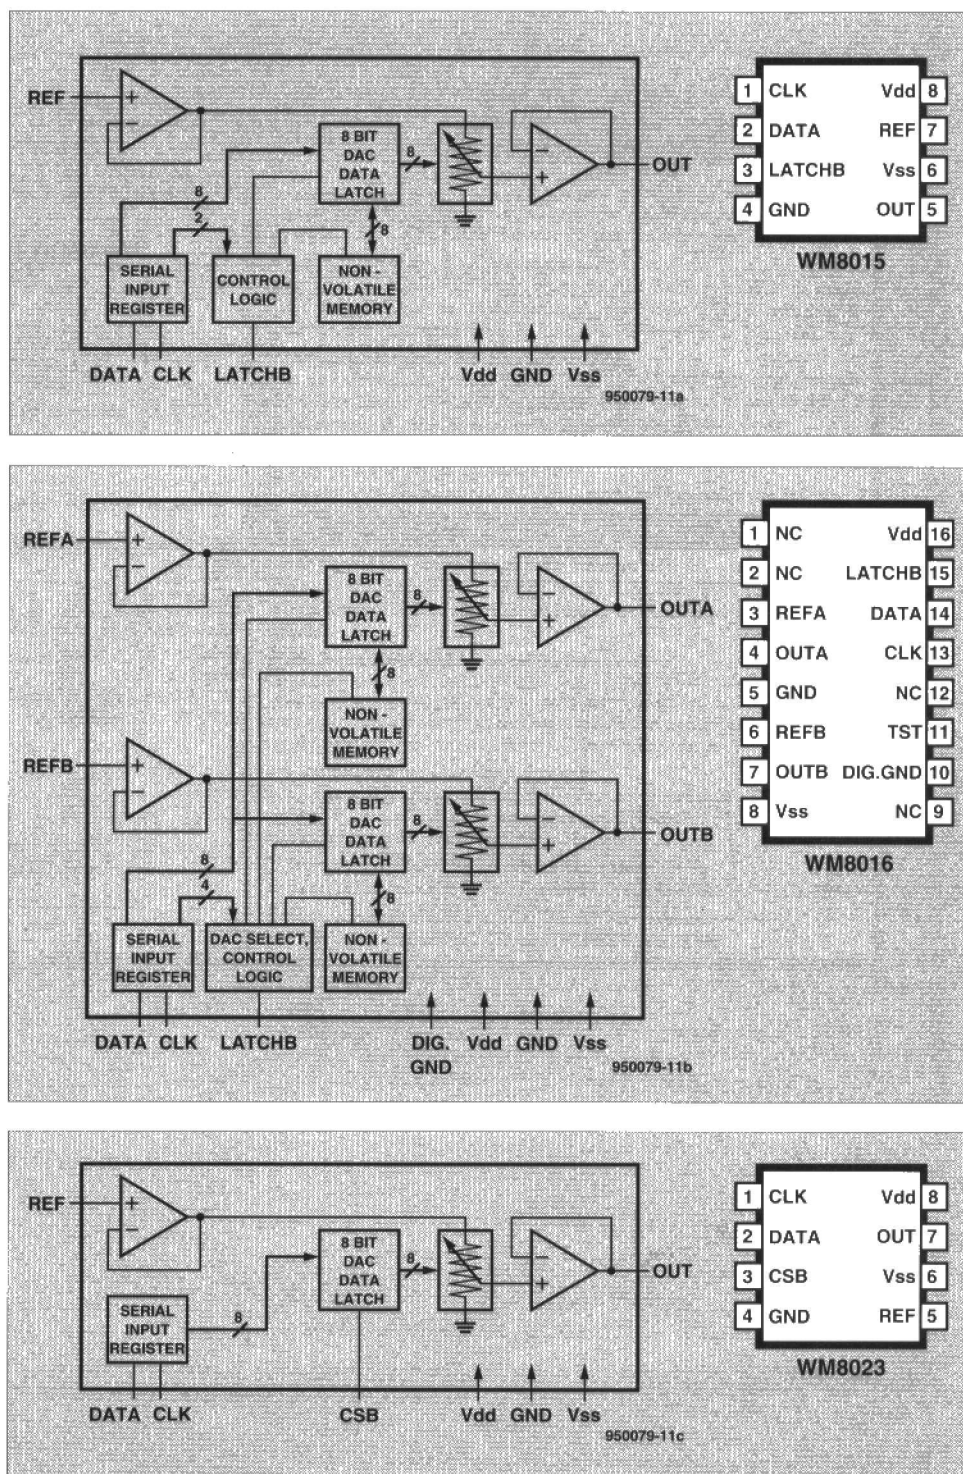 REF
+
−
8 BIT
DAC
DATA
LATCH
8
−
+
OUT
8
2
8
SERIAL
INPUT
REGISTER
CONTROL
LOGIC
NON -
VOLATILE
MEMORY
DATA CLK LATCHB Vdd GND Vss
950079-11a
1 CLK Vdd 8
2 DATA REF 7
3 LATCHB Vss 6
4 GND OUT 5
WM8015
REFA
+
−
8 BIT
DAC
DATA
LATCH
8
−
+
OUTA
8
NON -
VOLATILE
MEMORY
REFB
+
−
8 BIT
DAC
DATA
LATCH
8
−
+
OUTB
8
4
8
SERIAL
INPUT
REGISTER
DAC SELECT,
CONTROL
LOGIC
NON -
VOLATILE
MEMORY
DATA CLK LATCHB DIG. GND Vdd GND Vss
950079-11b
1 NC Vdd 16
2 NC LATCHB 15
3 REFA DATA 14
4 OUTA CLK 13
5 GND NC 12
6 REFB TST 11
7 OUTB DIG.GND 10
8 Vss NC 9
WM8016
REF
+
−
8 BIT
DAC
DATA
LATCH
8
−
+
OUT
SERIAL
INPUT
REGISTER
8
DATA CLK CSB Vdd GND Vss
950079-11c
1 CLK Vdd 8
2 DATA OUT 7
3 CSB Vss 6
4 GND REF 5
WM8023